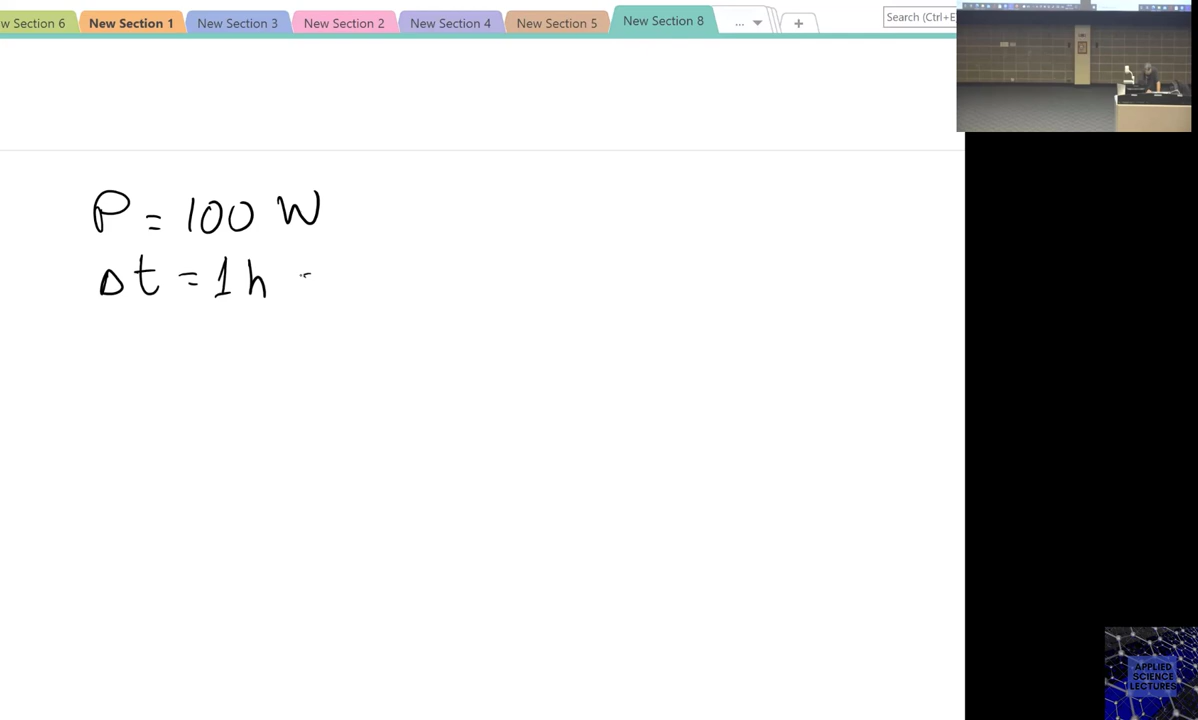 w Section 6
New Section 1
New Section 3
New Section 2
New Section 4
New Section 5
New Section 8
...
+
Search (Ctrl+E
P = 100 W
Δt = 1 h -
APPLIED
SCIENCE
LECTURES